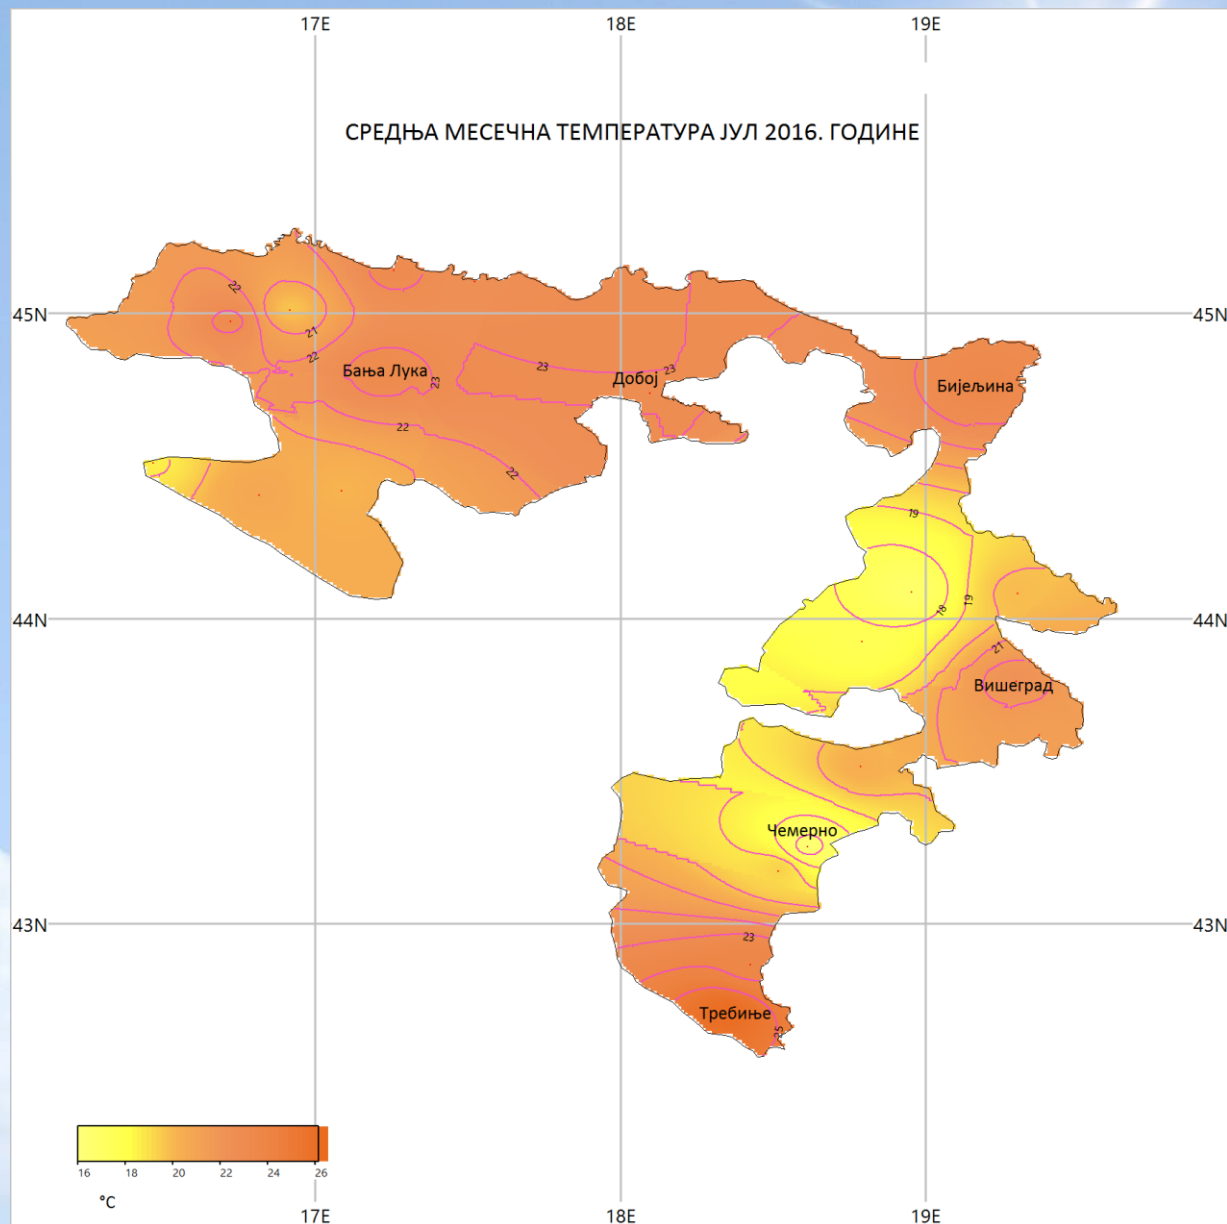 17E 18E 19E
СРЕДЊА МЕСЕЧНА ТЕМПЕРАТУРА ЈУЛ 2016. ГОДИНЕ
22
45N 45N
21
22
23 23
Бања Лука 23 Добој Бијељина
22
22
19
19
18
44N 44N
21
Вишеград
Чемерно
43N 43N
23
Требиње
25
16 18 20 22 24 26
°C
17E 18E 19E